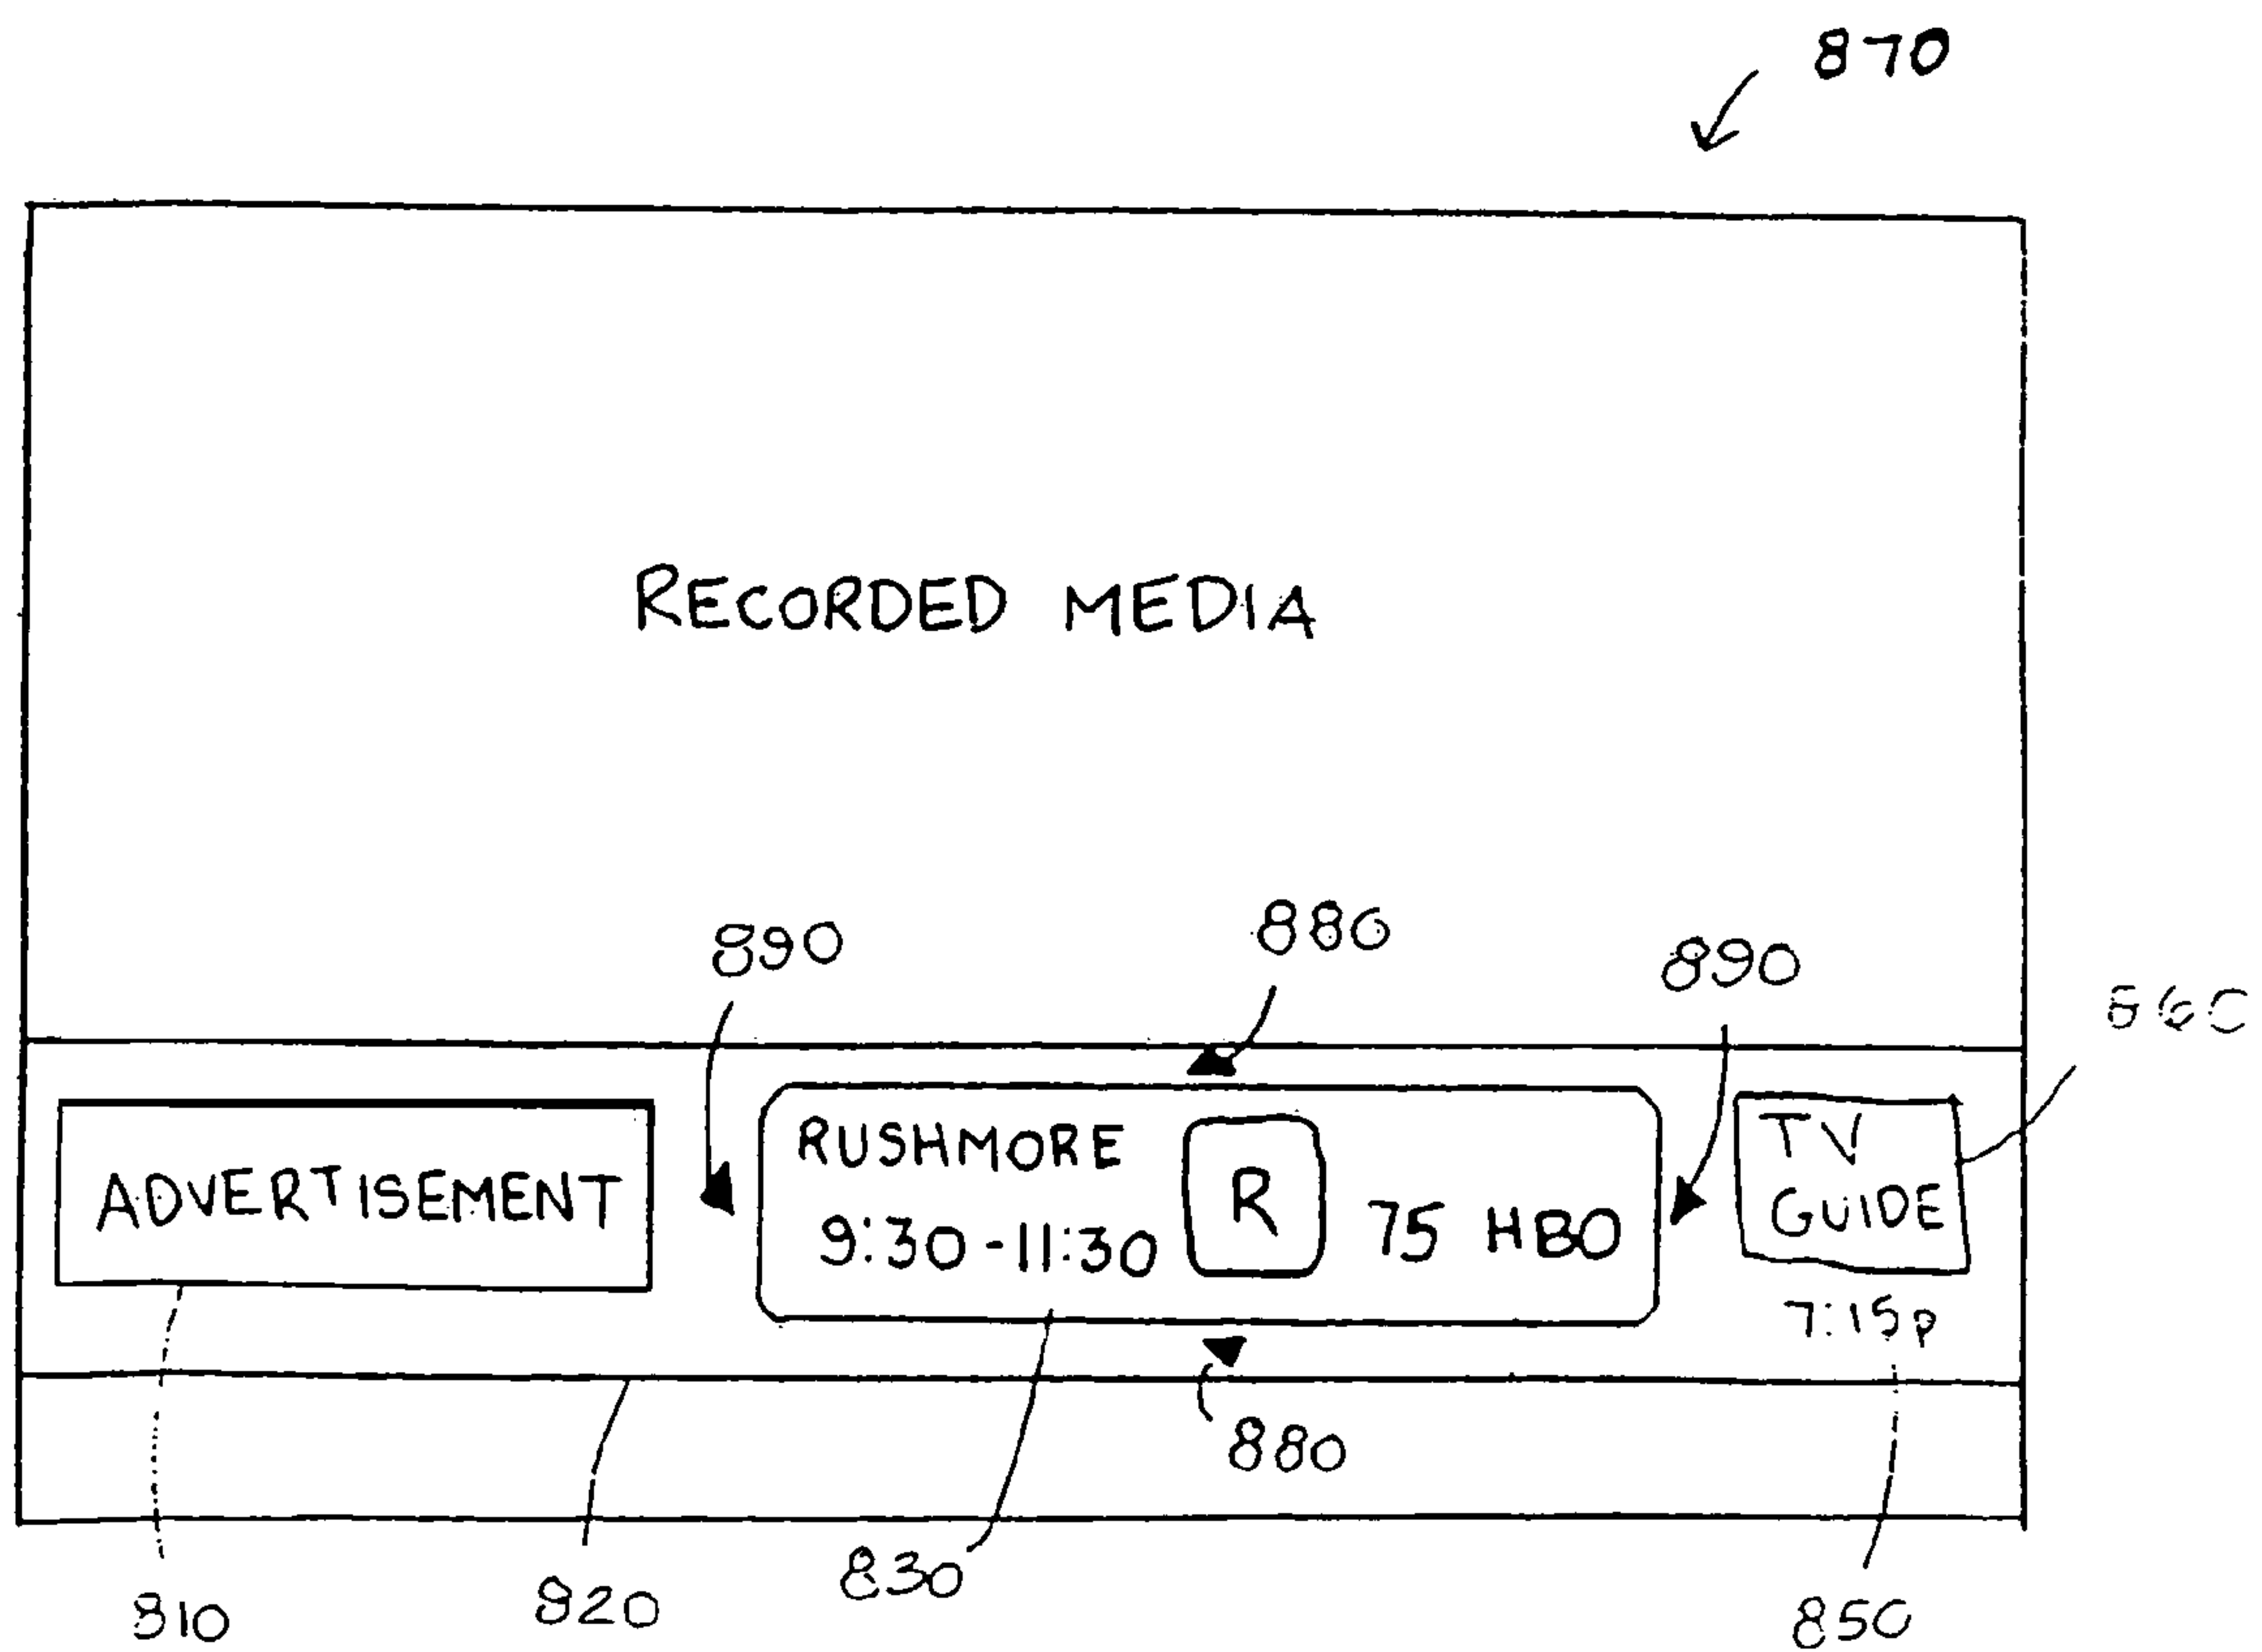 870
RECORDED MEDIA
890 880 890
860
ADVERTISEMENT
RUSHMORE
9:30-11:30
R
75 HBO
TV
GUIDE
7:15p
880
810 820 830 850